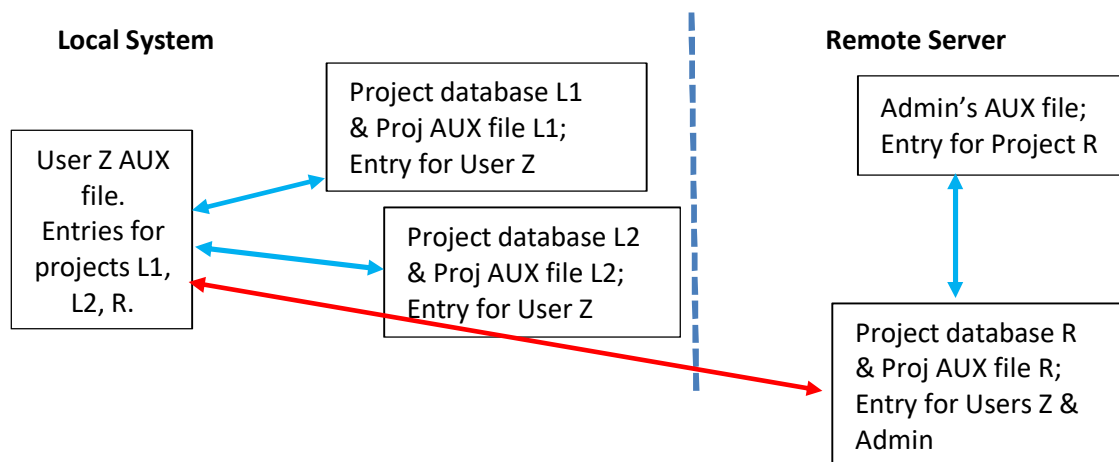 Local System
Remote Server
Project database L1
& Proj AUX file L1;
Entry for User Z
Admin’s AUX file;
Entry for Project R
User Z AUX
file.
Entries for
projects L1,
L2, R.
Project database L2
& Proj AUX file L2;
Entry for User Z
Project database R
& Proj AUX file R;
Entry for Users Z &
Admin